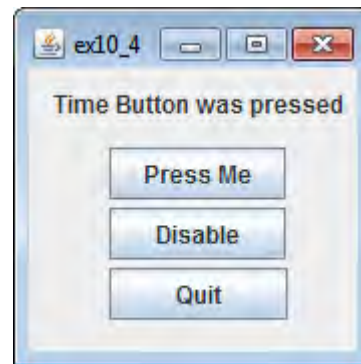 ex10_4
Time Button was pressed
Press Me
Disable
Quit